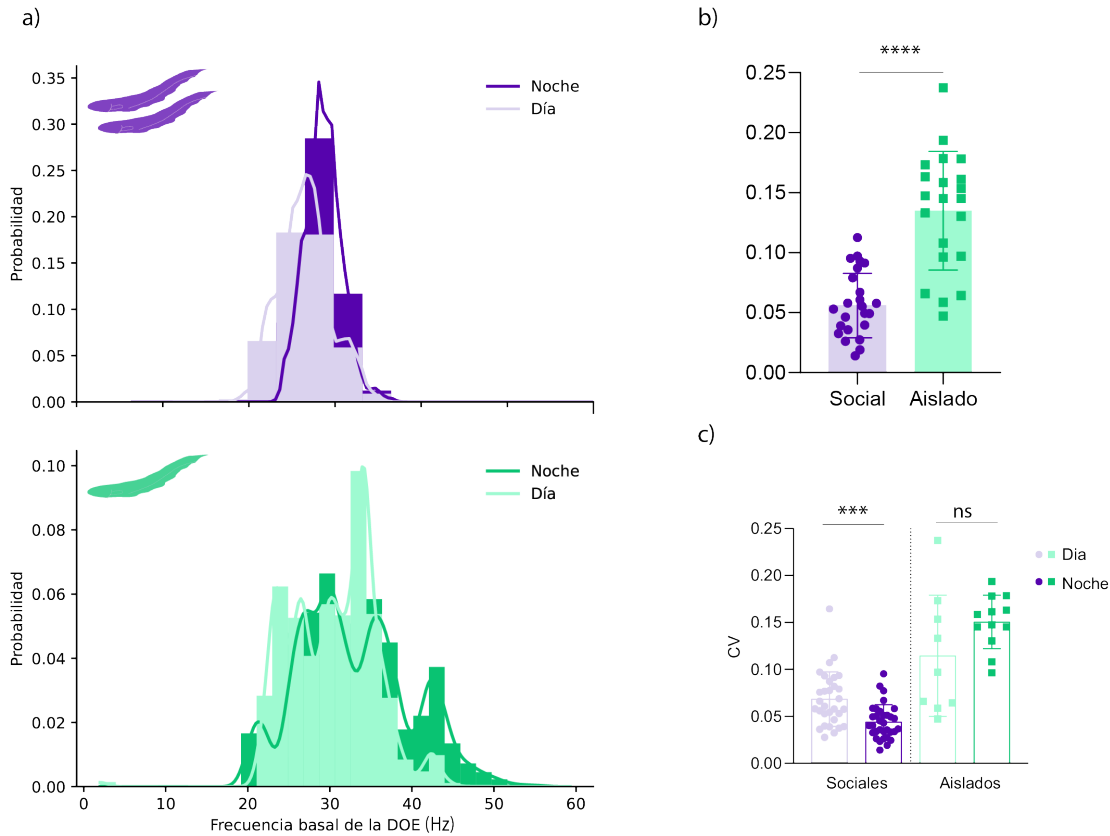 a)
0.35
0.30
0.25
0.20
0.15
0.10
0.05
0.00
Probabilidad
Noche
Día
0.10
0.08
0.06
0.04
0.02
0.00
Probabilidad
Noche
Día
0 10 20 30 40 50 60
Frecuencia basal de la DOE (Hz)
b)
****
0.25
0.20
0.15
0.10
0.05
0.00
Social Aislado
c)
*** ns
0.25
0.20
0.15
0.10
0.05
0.00
CV
Dia
Noche
Sociales Aislados